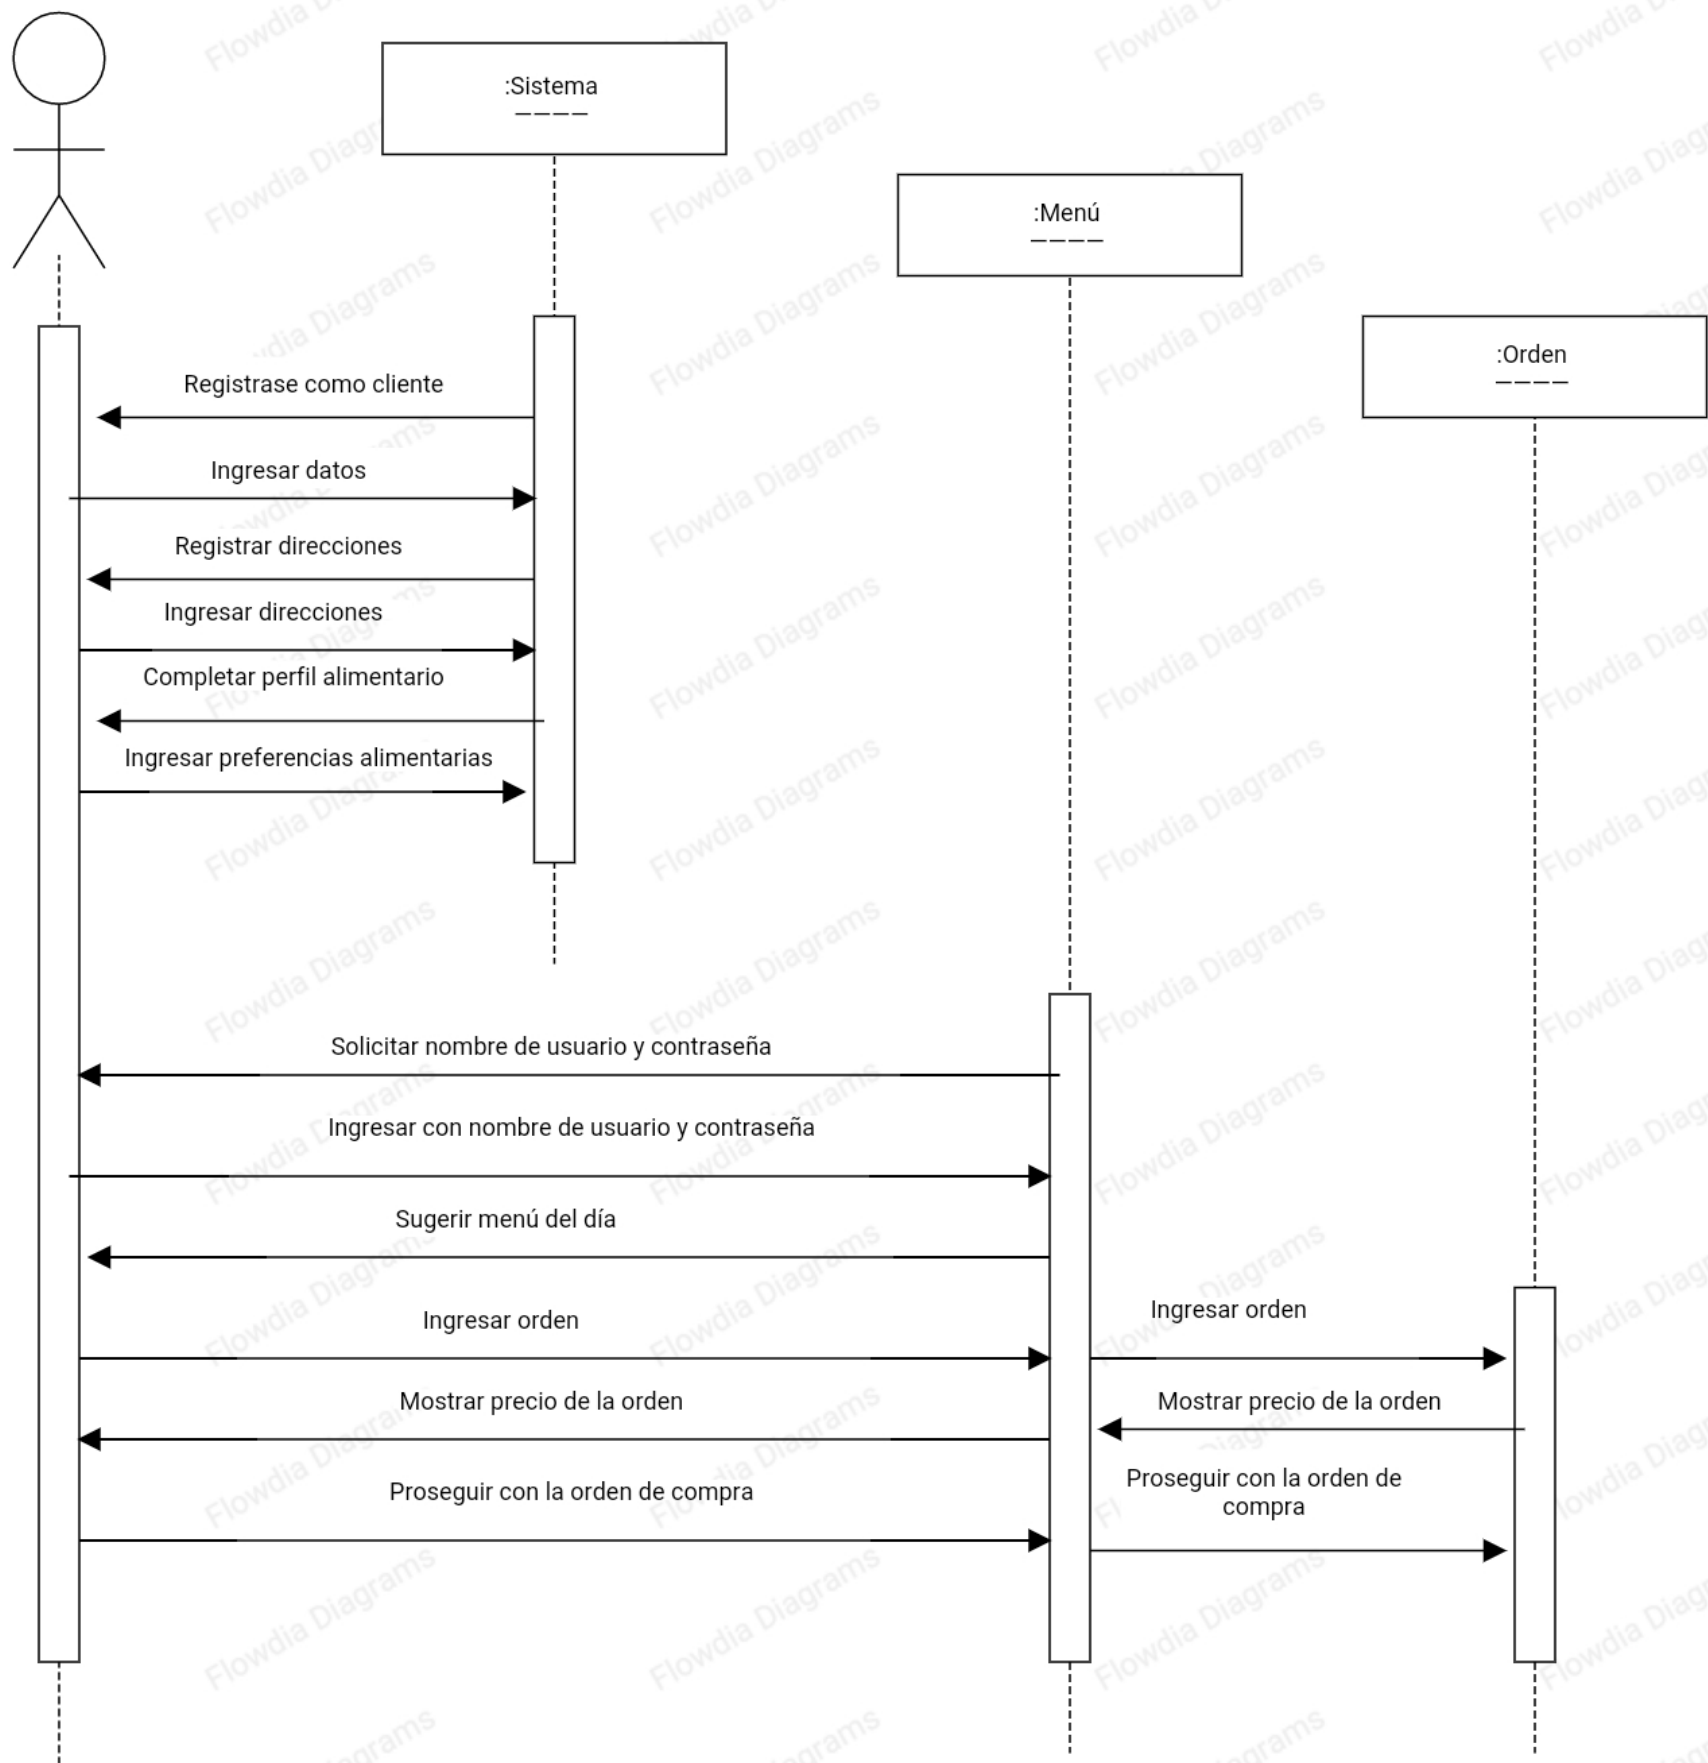 :Sistema
:Menú
:Orden
Registrase como cliente
Ingresar datos
Registrar direcciones
Ingresar direcciones
Completar perfil alimentario
Ingresar preferencias alimentarias
Solicitar nombre de usuario y contraseña
Ingresar con nombre de usuario y contraseña
Sugerir menú del día
Ingresar orden
Ingresar orden
Mostrar precio de la orden
Mostrar precio de la orden
Proseguir con la orden de compra
Proseguir con la orden de
compra
Flowdia Diagrams